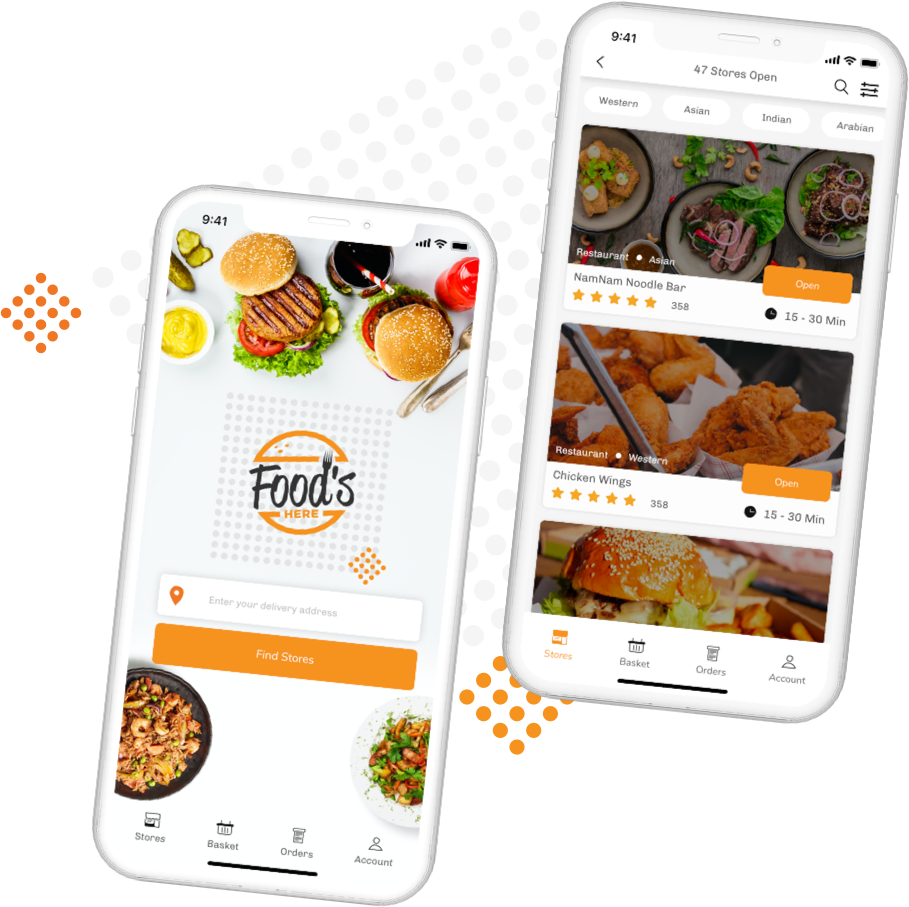 9:41
Food's
HERE
Enter your delivery address
Find Stores
Stores
Basket
Orders
Account
9:41
47 Stores Open
Western
Asian
Indian
Arabian
Restaurant ● Asian
NamNam Noodle Bar
Open
358
15 - 30 Min
Restaurant ● Western
Chicken Wings
Open
358
15 - 30 Min
Stores
Basket
Orders
Account